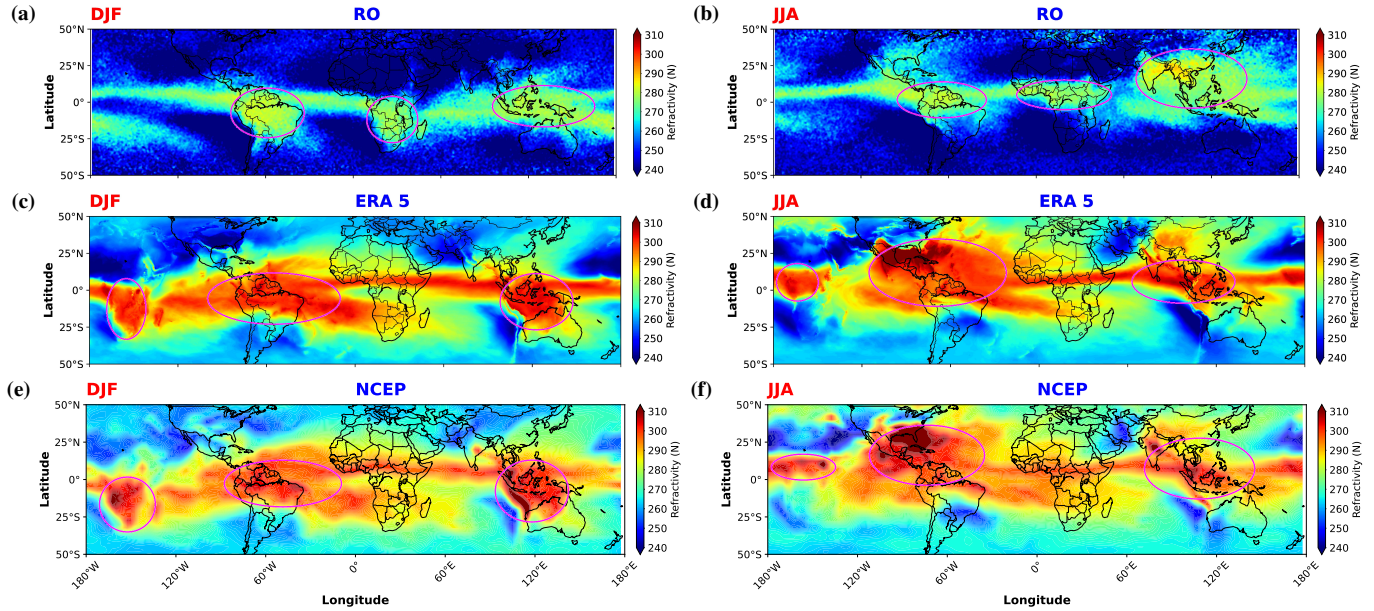 (a) DJF RO
50°N
25°N
0°
25°S
50°S
Latitude
310
300
290
280
270
260
250
240
Refractivity (N)
(b) JJA RO
50°N
25°N
0°
25°S
50°S
Latitude
310
300
290
280
270
260
250
240
Refractivity (N)
(c) DJF ERA 5
50°N
25°N
0°
25°S
50°S
Latitude
310
300
290
280
270
260
250
240
Refractivity (N)
(d) JJA ERA 5
50°N
25°N
0°
25°S
50°S
Latitude
310
300
290
280
270
260
250
240
Refractivity (N)
(e) DJF NCEP
50°N
25°N
0°
25°S
50°S
Latitude
310
300
290
280
270
260
250
240
Refractivity (N)
180°W 120°W 60°W 0° 60°E 120°E 180°E
Longitude
(f) JJA NCEP
50°N
25°N
0°
25°S
50°S
Latitude
310
300
290
280
270
260
250
240
Refractivity (N)
180°W 120°W 60°W 0° 60°E 120°E 180°E
Longitude